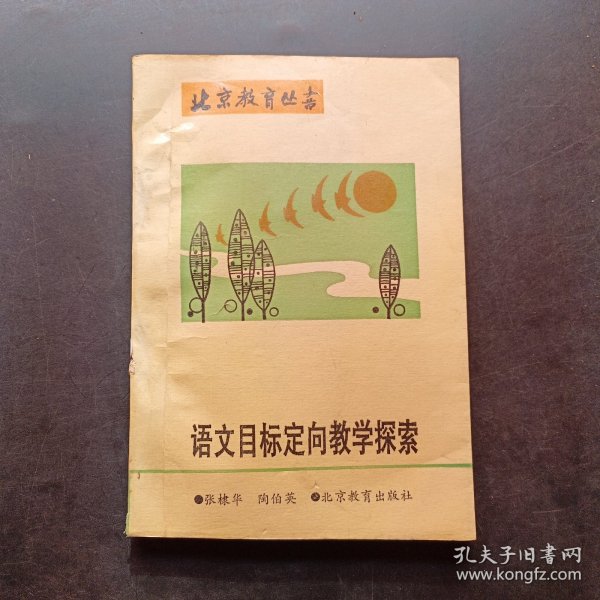 北京教育丛书
语文目标定向教学探索
张棣华 陶伯英 北京教育出版社
孔夫子旧书网
www.kongfz.com